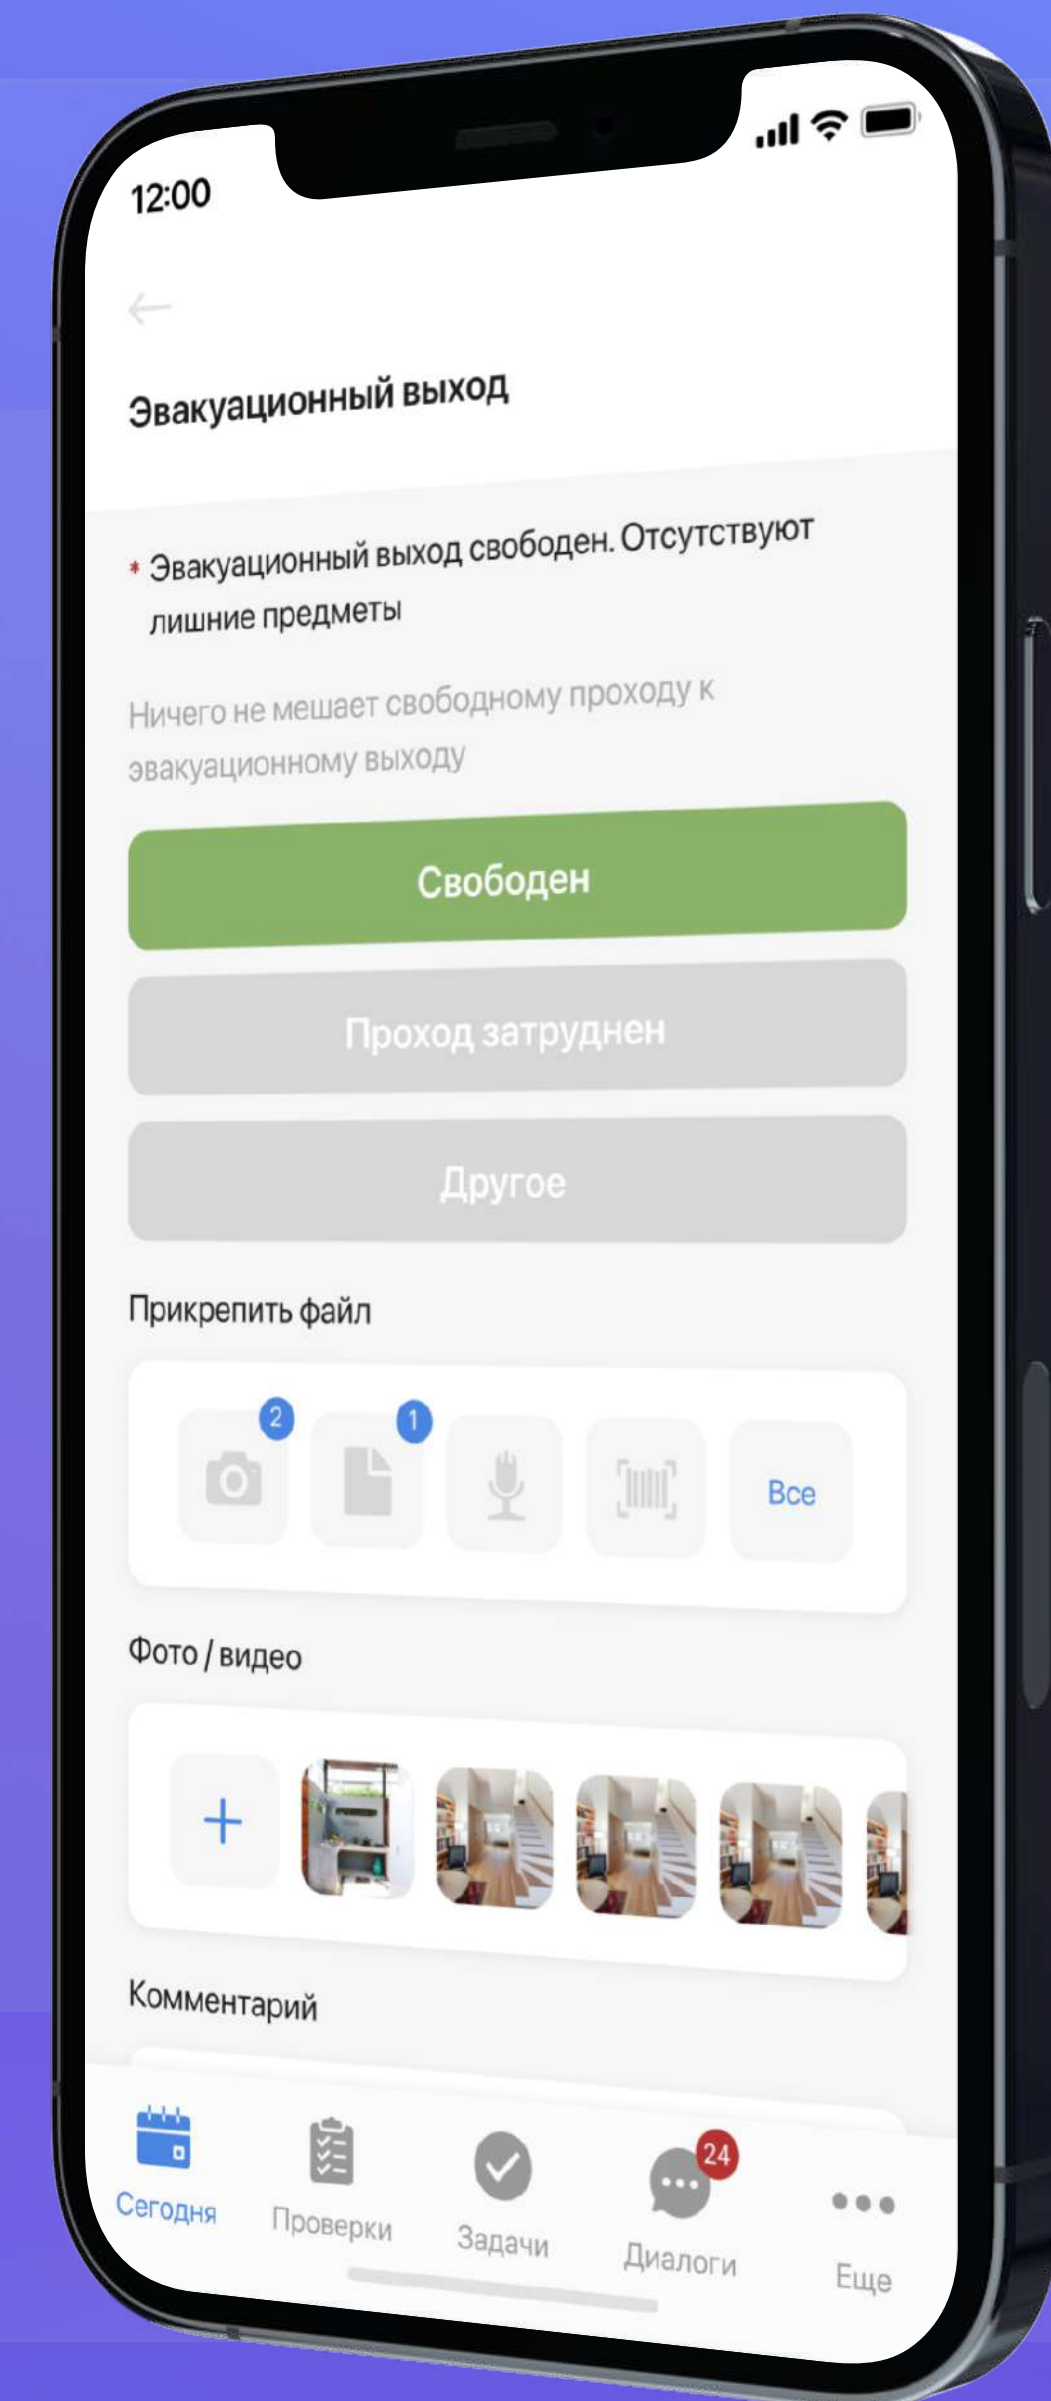 12:00
Эвакуационный выход
* Эвакуационный выход свободен. Отсутствуют
лишние предметы
Ничего не мешает свободному проходу к
эвакуационному выходу
Свободен
Проход затруднен
Другое
Прикрепить файл
2
1
Все
Фото / видео
Комментарий
24
Сегодня
Проверки
Задачи
Диалоги
Еще